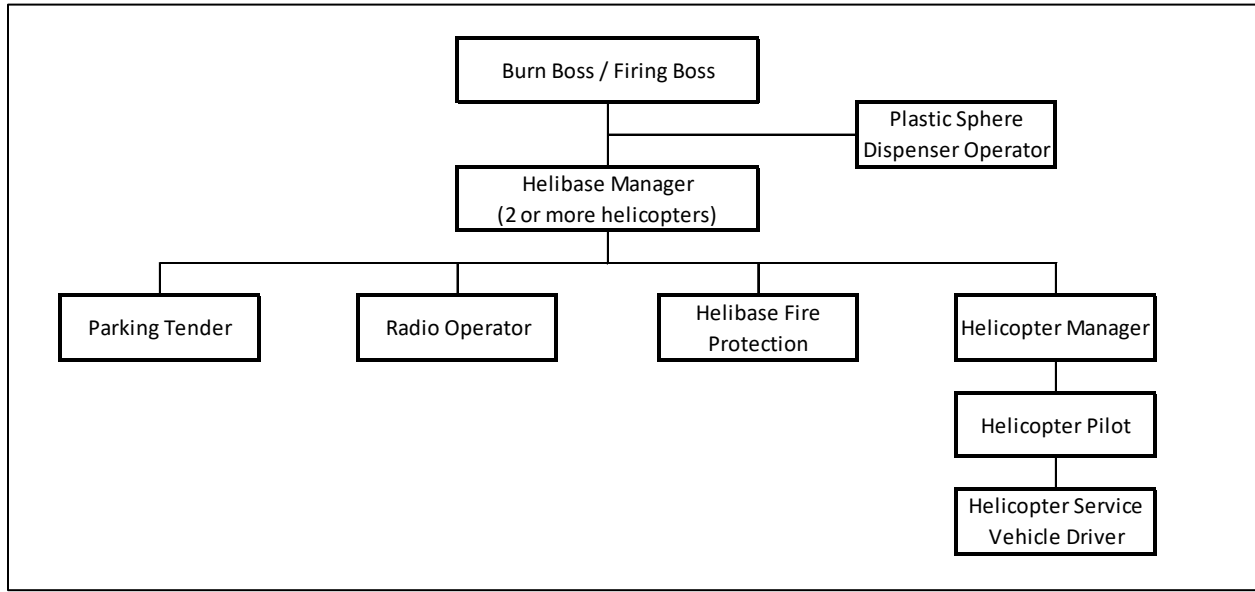 Burn Boss / Firing Boss
Plastic Sphere
Dispenser Operator
Helibase Manager
(2 or more helicopters)
Parking Tender
Radio Operator
Helibase Fire
Protection
Helicopter Manager
Helicopter Pilot
Helicopter Service
Vehicle Driver